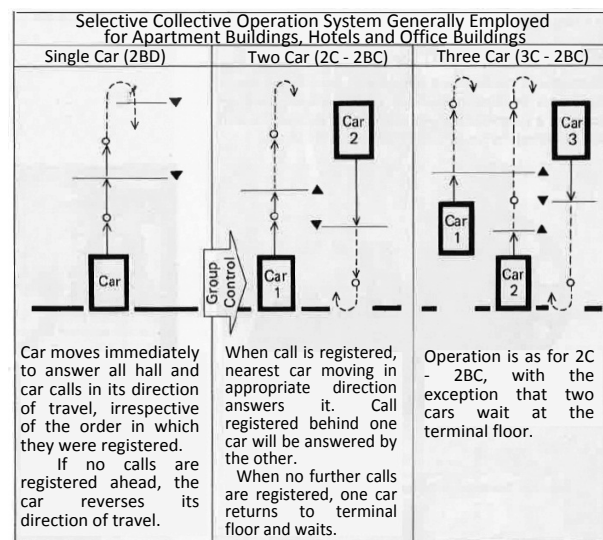 Selective Collective Operation System Generally Employed
for Apartment Buildings, Hotels and Office Buildings
Single Car (2BD)
Two Car (2C - 2BC)
Three Car (3C - 2BC)
Car
Group
Control
Car
1
Car
2
Car
1
Car
2
Car
3
Car moves immediately
to answer all hall and
car calls in its direction
of travel, irrespective
of the order in which
they were registered.
If no calls are
registered ahead, the
car reverses its
direction of travel.
When call is registered,
nearest car moving in
appropriate direction
answers it. Call
registered behind one
car will be answered by
the other.
When no further calls
are registered, one car
returns to terminal
floor and waits.
Operation is as for 2C
- 2BC, with the
exception that two
cars wait at the
terminal floor.